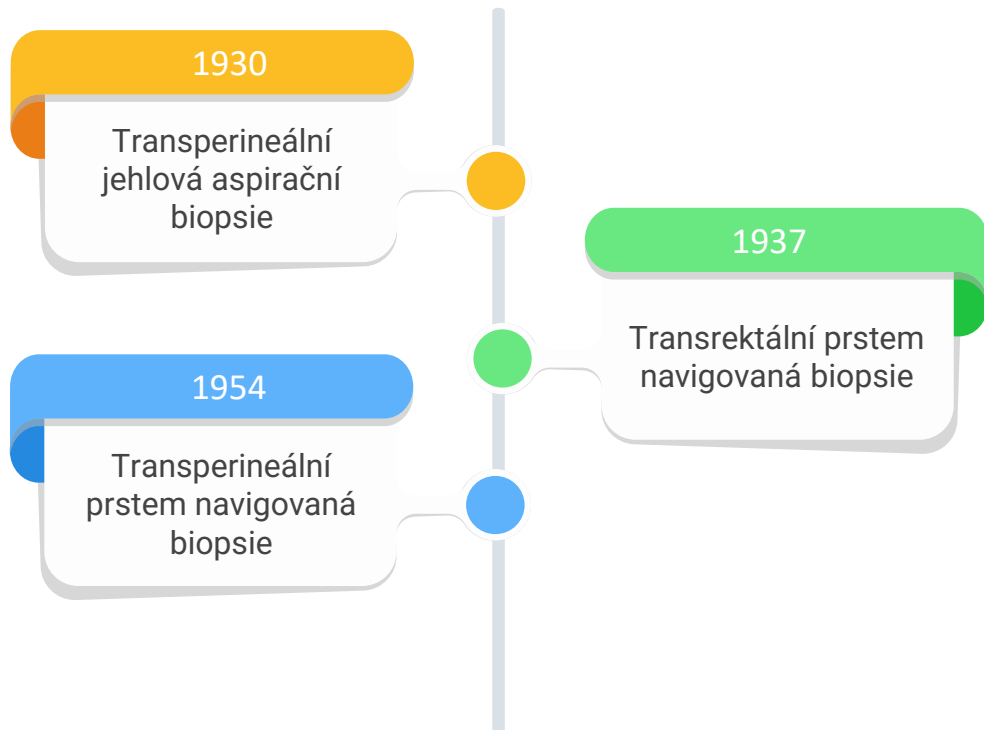 1930
Transperineální
jehlová aspirační
biopsie
1937
Transrektální prstem
navigovaná biopsie
1954
Transperineální
prstem navigovaná
biopsie